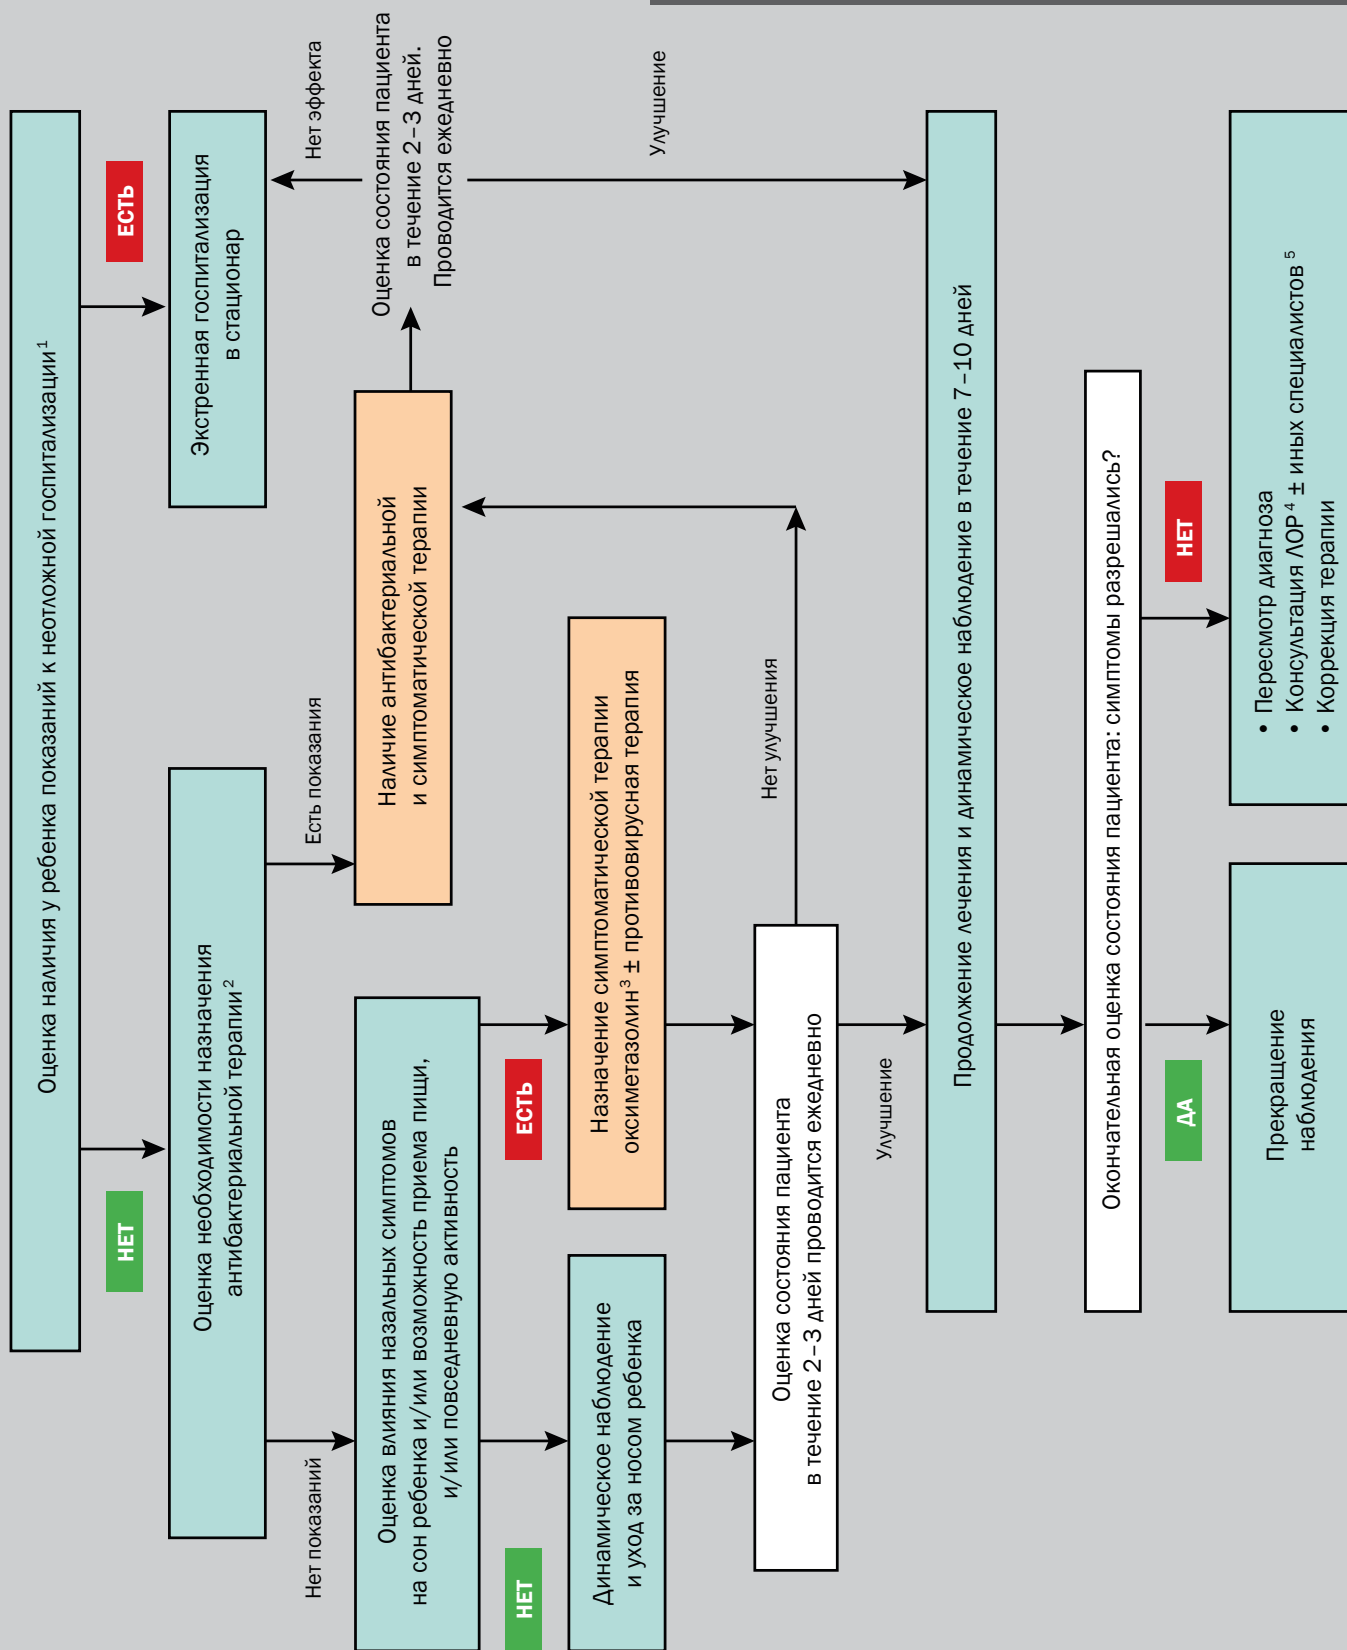 Оценка наличия у ребенка показаний к неотложной госпитализации¹
НЕТ
ЕСТЬ
Оценка необходимости назначения
антибактериальной терапии²
Экстренная госпитализация
в стационар
Нет показаний
Есть показания
Нет эффекта
Оценка влияния назальных симптомов
на сон ребенка и/или возможность приема пищи,
и/или повседневную активность
Наличие антибактериальной
и симптоматической терапии
Оценка состояния пациента
в течение 2–3 дней.
Проводится ежедневно
НЕТ
ЕСТЬ
Динамическое наблюдение
и уход за носом ребенка
Назначение симптоматической терапии
оксиметазолин³ ± противовирусная терапия
Нет улучшения
Улучшение
Оценка состояния пациента
в течение 2–3 дней проводится ежедневно
Улучшение
Продолжение лечения и динамическое наблюдение в течение 7–10 дней
Окончательная оценка состояния пациента: симптомы разрешались?
ДА
НЕТ
Прекращение
наблюдения
• Пересмотр диагноза
• Консультация ЛОР⁴ ± иных специалистов⁵
• Коррекция терапии